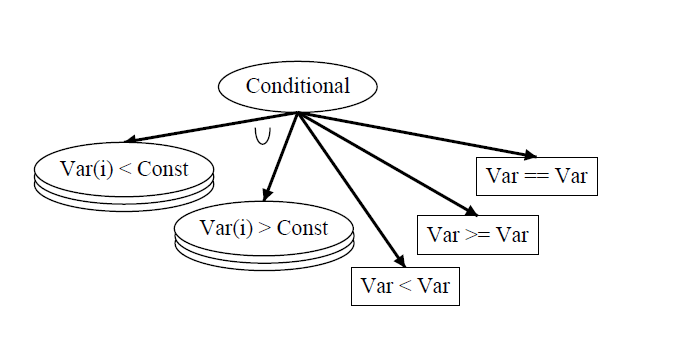 Conditional
Var(i) < Const
Var(i) > Const
Var < Var
Var >= Var
Var == Var